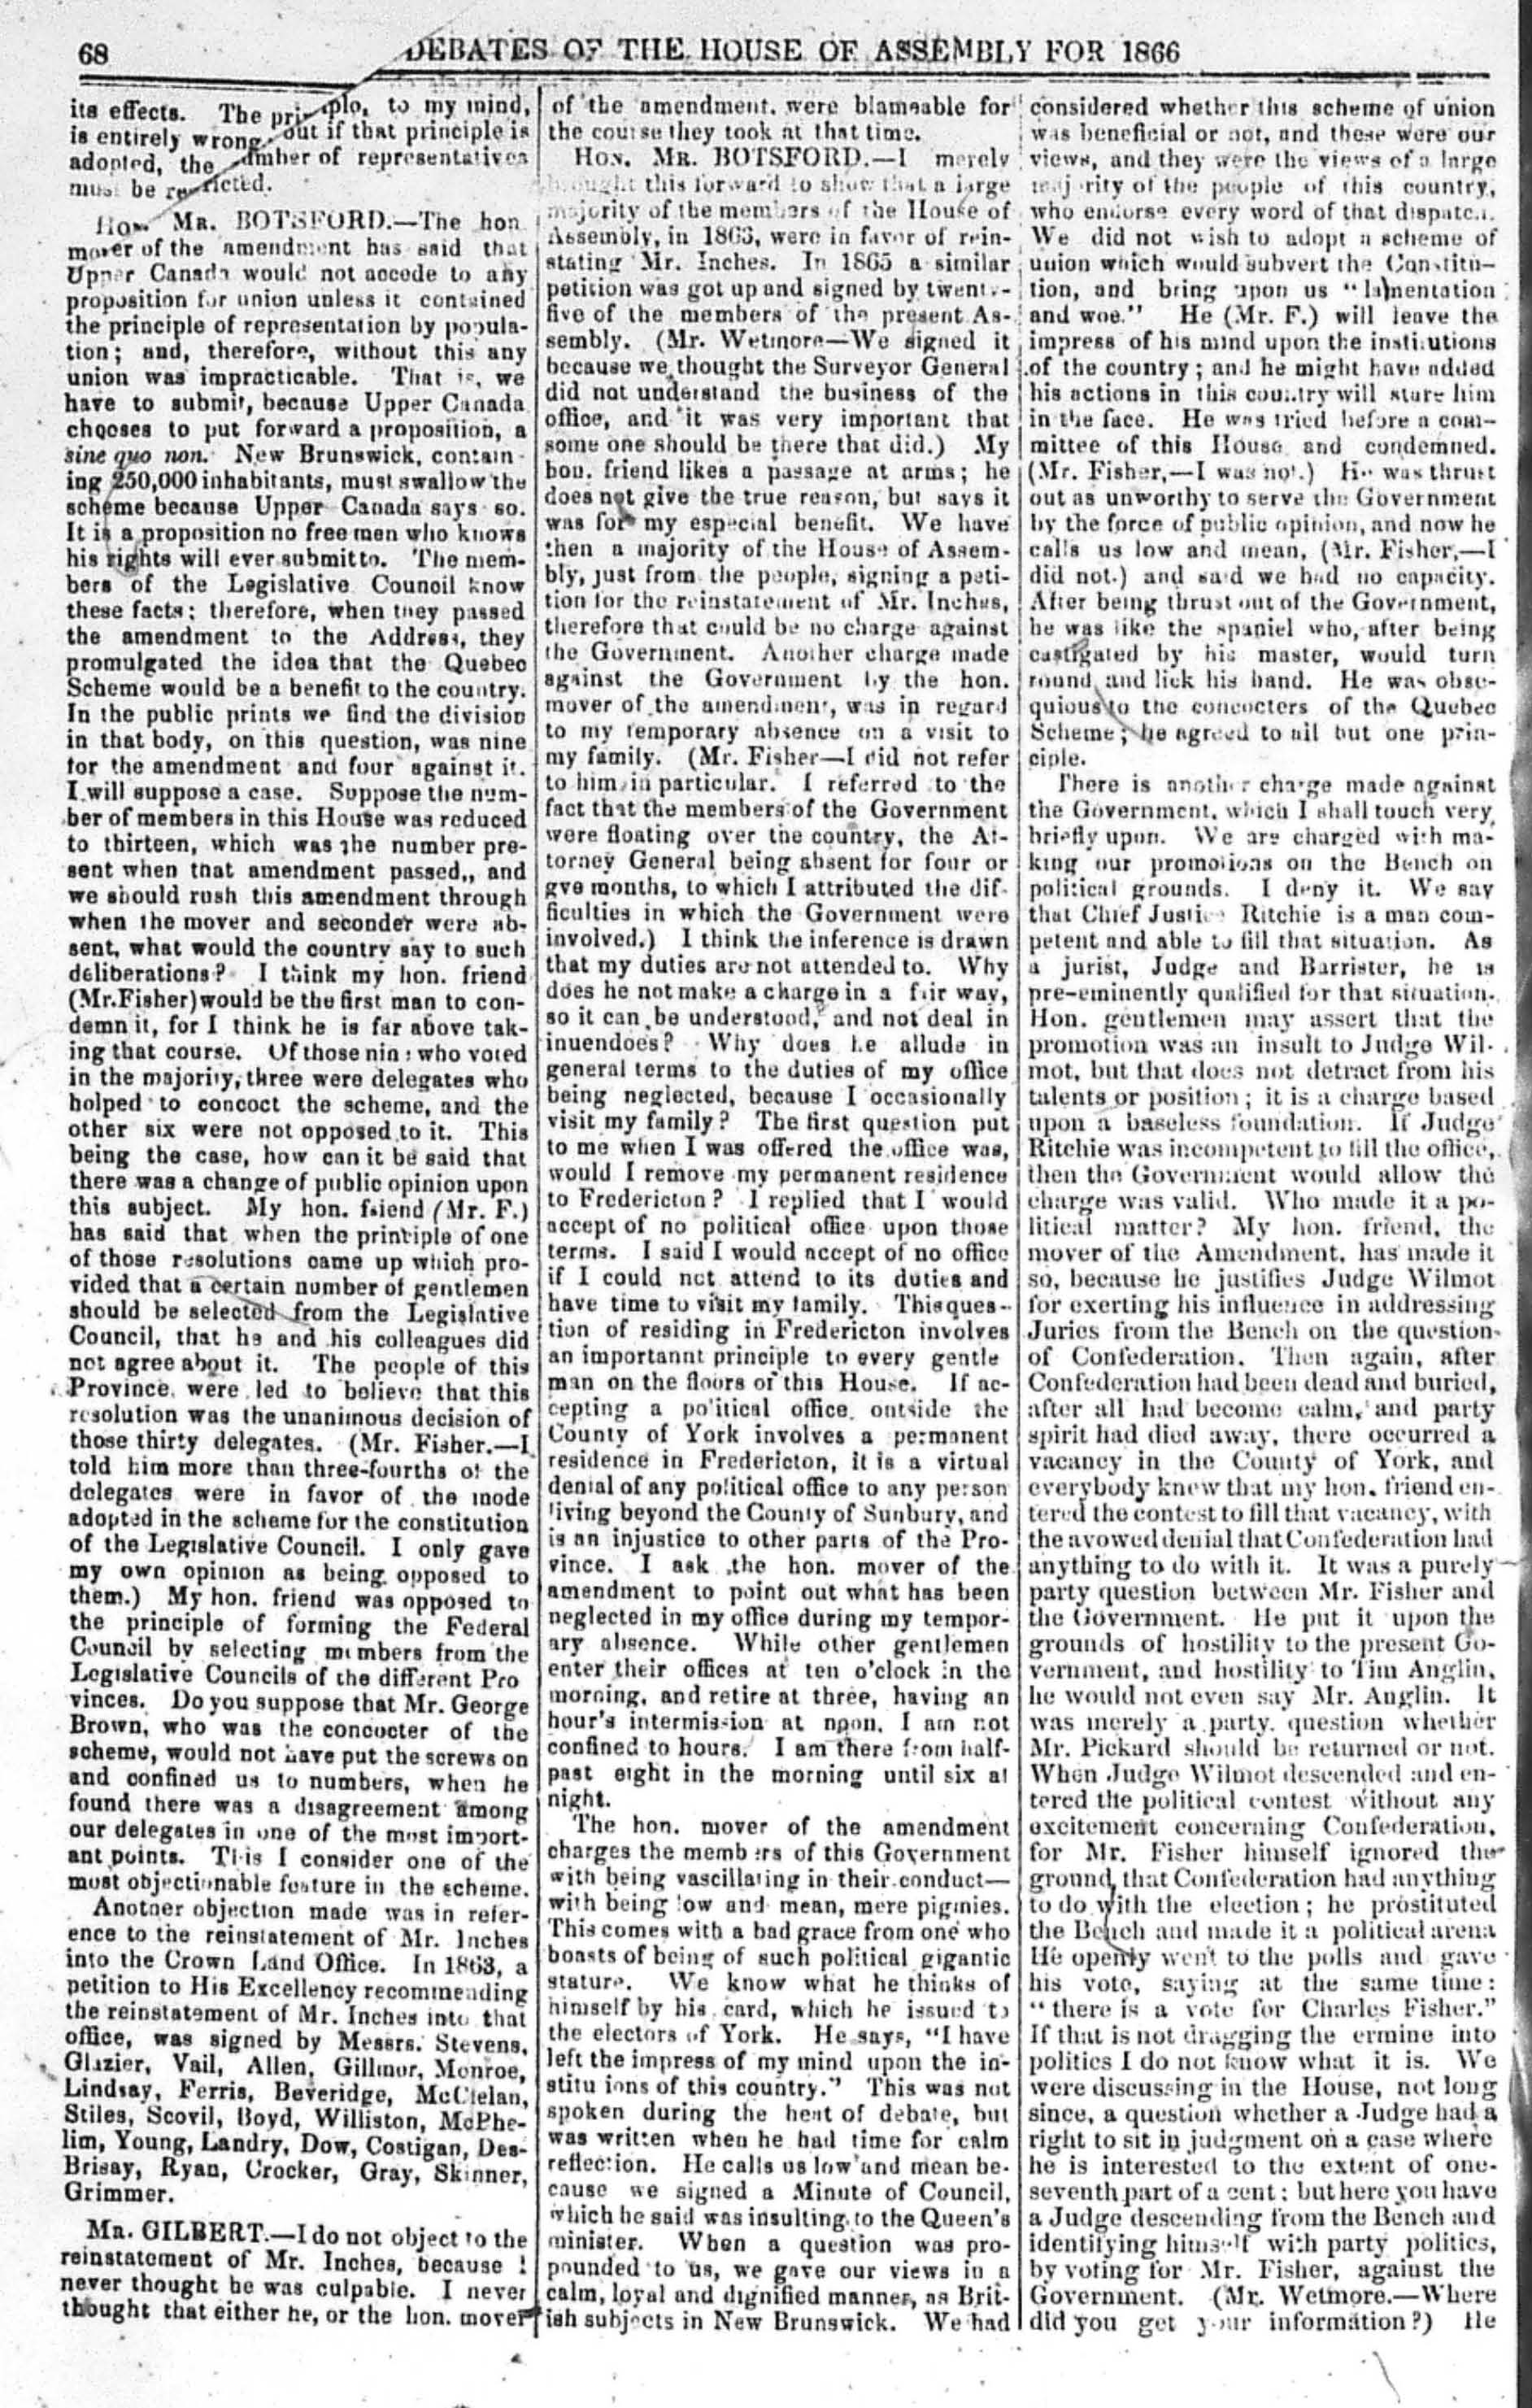 68
DEBATES OF THE HOUSE OF ASSEMBLY FOR 1866
its effects. The principle, to my mind,
is entirely wrong; but if that principle is
adopted, the number of representatives
must be restricted.
Hon. MR. BOTSFORD.—The hon
mover of the amendment has said that
Upper Canada would not accede to any
proposition for union unless it contained
the principle of representation by popula-
tion; and, therefore, without this any
union was impracticable. That is, we
have to submit, because Upper Canada
chooses to put forward a proposition, a
sine quo non. New Brunswick, contain-
ing 250,000 inhabitants, must swallow the
scheme because Upper Canada says so.
It is a proposition no free men who knows
his rights will ever submit to. The mem-
bers of the Legislative Council know
these facts; therefore, when they passed
the amendment to the Address, they
promulgated the idea that the Quebec
Scheme would be a benefit to the country.
In the public prints we find the division
in that body, on this question, was nine
for the amendment and four against it.
I will suppose a case. Suppose the num-
ber of members in this House was reduced
to thirteen, which was the number pre-
sent when that amendment passed,, and
we should rush this amendment through
when the mover and seconder were ab-
sent, what would the country say to such
deliberations? I think my hon. friend
(Mr.Fisher) would be the first man to con-
demn it, for I think he is far above tak-
ing that course. Of those nine who voted
in the majority, three were delegates who
holped to concoct the scheme, and the
other six were not opposed to it. This
being the case, how can it be said that
there was a change of public opinion upon
this subject. My hon. friend (Mr. F.)
has said that when the principle of one
of those resolutions came up which pro-
vided that a certain number of gentlemen
should be selected from the Legislative
Council, that he and his colleagues did
not agree about it. The people of this
Province were led to believe that this
resolution was the unanimous decision of
those thirty delegates. (Mr. Fisher.—I
told him more than three-fourths of the
delegates were in favor of the mode
adopted in the scheme for the constitution
of the Legislative Council. I only gave
my own opinion as being opposed to
them.) My hon. friend was opposed to
the principle of forming the Federal
Council by selecting members from the
Legislative Councils of the different Pro
vinces. Do you suppose that Mr. George
Brown, who was the concocter of the
scheme, would not have put the screws on
and confined us to numbers, when he
found there was a disagreement among
our delegates in one of the most import-
ant points. This I consider one of the
most objectionable feature in the scheme.
Another objection made was in refer-
ence to the reinstatement of Mr. Inches
into the Crown Land Office. In 1863, a
petition to His Excellency recommending
the reinstatement of Mr. Inches into that
office, was signed by Messrs. Stevens,
Glazier, Vail, Allen, Gillmor, Monroe,
Lindsay, Ferris, Beveridge, McClelan,
Stiles, Scovil, Boyd, Williston, McPhe-
lim, Young, Landry, Dow, Costigan, Des-
Brisay, Ryan, Crocker, Gray, Skinner,
Grimmer.
MR. GILBERT.—I do not object to the
reinstatement of Mr. Inches, because I
never thought he was culpable. I never
thought that either he, or the hon. mover
of the amendment. were blameable for
the course they took at that time.
HON. MR. BOTSFORD.—I merely
brought this forward to show that a large
majority of the members of the House of
Assembly, in 1863, were in favor of rein-
stating Mr. Inches. In 1865 a similar
petition was got up and signed by twenty-
five of the members of the present As-
sembly. (Mr. Wetmore—We signed it
because we thought the Surveyor General
did not understand the business of the
office, and it was very important that
some one should be there that did.) My
hon. friend likes a passage at arms; he
does not give the true reason, but says it
was for my especial benefit. We have
then a majority of the House of Assem-
bly, just from the people, signing a peti-
tion for the reinstatement of Mr. Inches,
therefore that could be no charge against
the Government. Another charge made
against the Government by the hon.
mover of the amendment, was in regard
to my temporary absence on a visit to
my family. (Mr. Fisher—I did not refer
to him in particular. I referred to the
fact that the members of the Government
were floating over the country, the At-
torney General being absent for four or
gve months, to which I attributed the dif-
ficulties in which the Government were
involved.) I think the inference is drawn
that my duties are not attended to. Why
does he not make a charge in a fair way,
so it can be understood, and not deal in
inuendoes? Why does he allude in
general terms to the duties of my office
being neglected, because I occasionally
visit my family? The first question put
to me when I was offered the office was,
would I remove my permanent residence
to Fredericton? I replied that I would
accept of no political office upon those
terms. I said I would accept of no office
if I could not attend to its duties and
have time to visit my family. This ques-
tion of residing in Fredericton involves
an importannt principle to every gentle
man on the floors of this House. If ac-
cepting a political office outside the
County of York involves a permanent
residence in Fredericton, it is a virtual
denial of any political office to any person
living beyond the County of Sunbury, and
is an injustice to other parts of the Pro-
vince. I ask the hon. mover of the
amendment to point out what has been
neglected in my office during my tempor-
ary absence. While other gentlemen
enter their offices at ten o'clock in the
morning, and retire at three, having an
hour's intermission at noon, I am not
confined to hours. I am there from half-
past eight in the morning until six at
night.
The hon. mover of the amendment
charges the members of this Government
with being vascillating in their conduct—
with being low and mean, mere pigmies.
This comes with a bad grace from one who
boasts of being of such political gigantic
stature. We know what he thinks of
himself by his card, which he issued to
the electors of York. He says, "I have
left the impress of my mind upon the in-
stitutions of this country." This was not
spoken during the heat of debate, but
was written when he had time for calm
reflection. He calls us low and mean be-
cause we signed a Minute of Council,
which he said was insulting to the Queen's
minister. When a question was pro-
pounded to us, we gave our views in a
calm, loyal and dignified manner, as Brit-
ish subjects in New Brunswick. We had
considered whether this scheme of union
was beneficial or not, and these were our
views, and they were the views of a large
majority of the people of this country,
who endorse every word of that dispatch.
We did not wish to adopt a scheme of
union which would subvert the Constitu-
tion, and bring upon us "lamentation
and woe." He (Mr. F.) will leave the
impress of his mind upon the institutions
of the country; and he might have added
his actions in this country will stare him
in the face. He was tried before a com-
mittee of this House and condemned.
(Mr. Fisher,—I was not.) He was thrust
out as unworthy to serve the Government
by the force of public opinion, and now he
calls us low and mean, (Mr. Fisher,—I
did not.) and said we had no capacity.
After being thrust out of the Government,
he was like the spaniel who, after being
castigated by his master, would turn
round and lick his hand. He was obse-
quious to the concocters of the Quebec
Scheme; he agreed to all but one prin-
ciple.
There is another charge made against
the Government, which I shall touch very
briefly upon. We are charged with ma-
king our promotions on the Bench on
political grounds. I deny it. We say
that Chief Justice Ritchie is a man com-
petent and able to fill that situation. As
a jurist, Judge and Barrister, he is
pre-eminently qualified for that situation.
Hon. gentlemen may assert that the
promotion was an insult to Judge Wil-
mot, but that does not detract from his
talents or position; it is a charge based
upon a baseless foundation. If Judge
Ritchie was incompetent to fill the office,
then the Government would allow the
charge was valid. Who made it a po-
litical matter? My hon. friend, the
mover of the Amendment, has made it
so, because he justifies Judge Wilmot
for exerting his influence in addressing
Juries from the Bench on the question
of Confederation. Then again, after
Confederation had been dead and buried,
after all had become calm, and party
spirit had died away, there occurred a
vacancy in the County of York, and
everybody knew that my hon. friend en-
tered the contest to fill that vacancy, with
the avowed denial that Confederation had
anything to do with it. It was a purely
party question between Mr. Fisher and
the Government. He put it upon the
grounds of hostility to the present Go-
vernment, and hostility to Tim Anglin,
he would not even say Mr. Anglin. It
was merely a party question whether
Mr. Pickard should be returned or not.
When Judge Wilmot descended and en-
tered the political contest without any
excitement concerning Confederation,
for Mr. Fisher himself ignored the
ground that Confederation had anything
to do with the election; he prostituted
the Bench and made it a political arena
He openly went to the polls and gave
his vote, saying at the same time:
"there is a vote for Charles Fisher."
If that is not dragging the ermine into
politics I do not know what it is. We
were discussing in the House, not long
since, a question whether a Judge had a
right to sit in judgment on a case where
he is interested to the extent of one-
seventh part of a cent; but here you have
a Judge descending from the Bench and
identifying himself with party politics,
by voting for Mr. Fisher, against the
Government. (Mr. Wetmore.—Where
did you get your information?) He